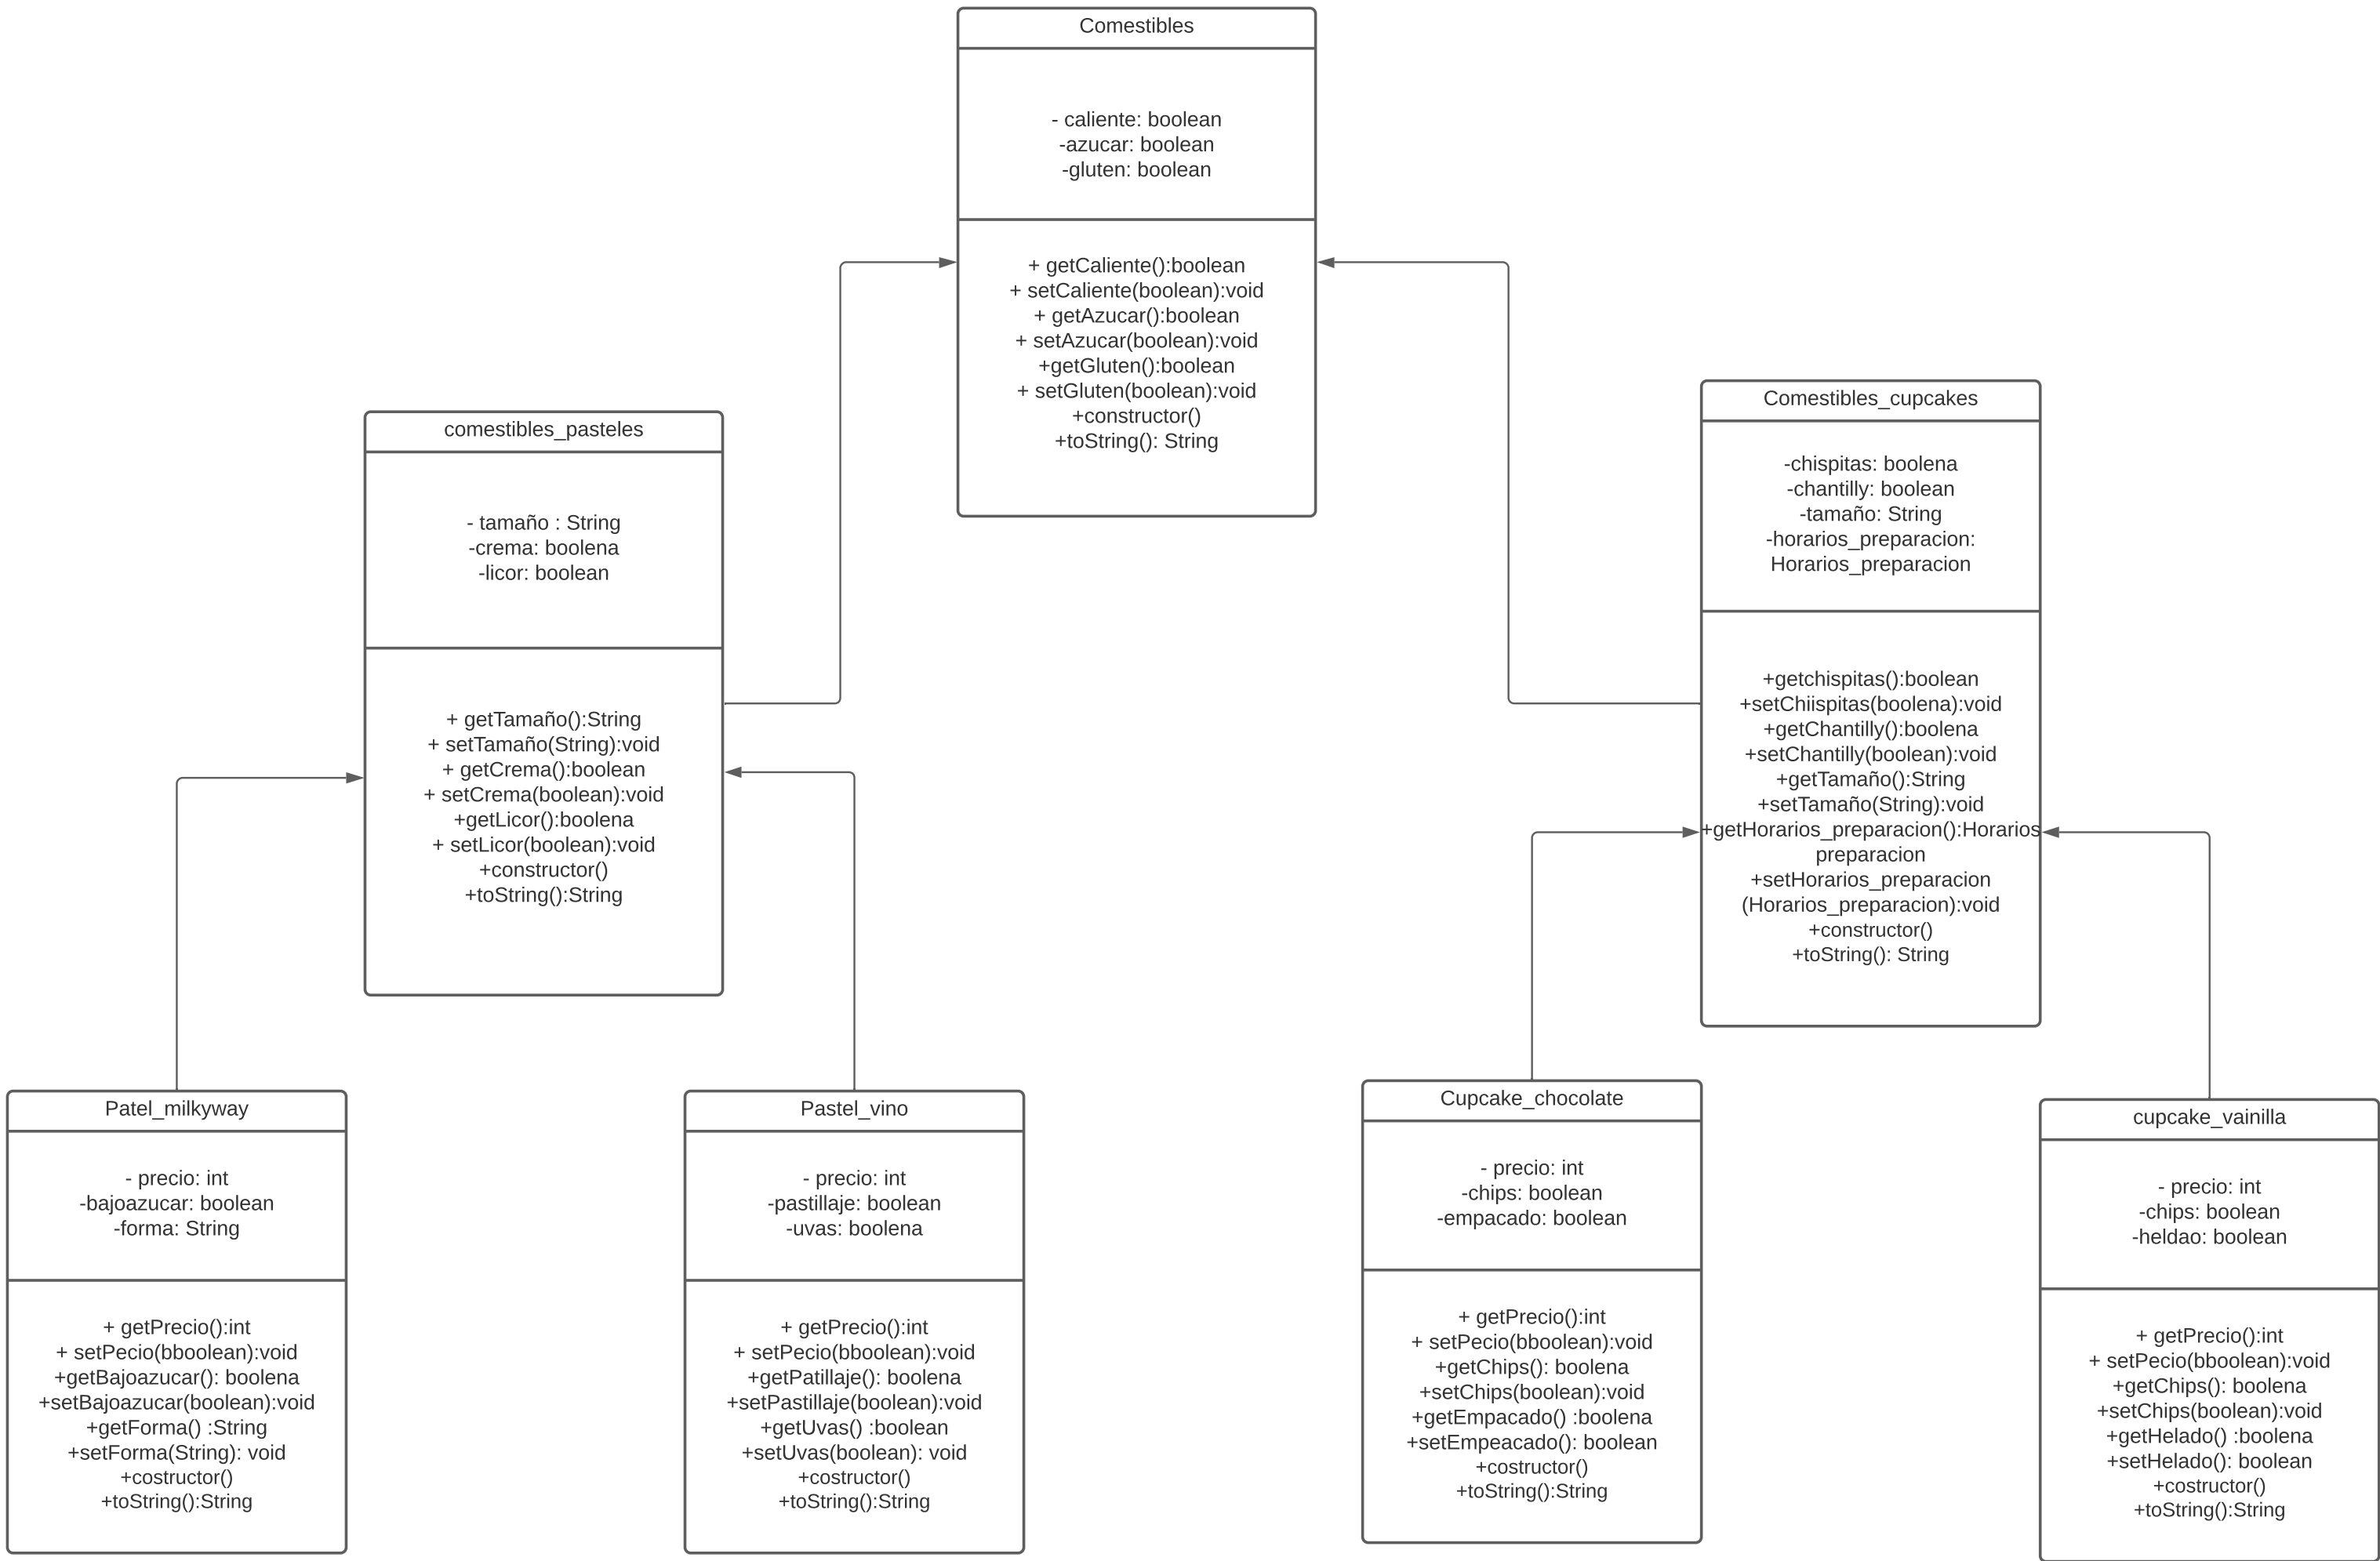 Comestibles
- caliente: boolean
-azucar: boolean
-gluten: boolean
+ getCaliente():boolean
+ setCaliente(boolean):void
+ getAzucar():boolean
+ setAzucar(boolean):void
+getGluten():boolean
+ setGluten(boolean):void
+constructor()
+toString(): String
comestibles_pasteles
- tamaño : String
-crema: boolena
-licor: boolean
+ getTamaño():String
+ setTamaño(String):void
+ getCrema():boolean
+ setCrema(boolean):void
+getLicor():boolena
+ setLicor(boolean):void
+constructor()
+toString():String
Comestibles_cupcakes
-chispitas: boolena
-chantilly: boolean
-tamaño: String
-horarios_preparacion:
Horarios_preparacion
+getchispitas():boolean
+setChiispitas(boolena):void
+getChantilly():boolena
+setChantilly(boolean):void
+getTamaño():String
+setTamaño(String):void
+getHorarios_preparacion():Horarios
preparacion
+setHorarios_preparacion
(Horarios_preparacion):void
+constructor()
+toString(): String
Patel_milkyway
- precio: int
-bajoazucar: boolean
-forma: String
+ getPrecio():int
+ setPecio(bboolean):void
+getBajoazucar(): boolena
+setBajoazucar(boolean):void
+getForma() :String
+setForma(String): void
+costructor()
+toString():String
Pastel_vino
- precio: int
-pastillaje: boolean
-uvas: boolena
+ getPrecio():int
+ setPecio(bboolean):void
+getPatillaje(): boolena
+setPastillaje(boolean):void
+getUvas() :boolean
+setUvas(boolean): void
+costructor()
+toString():String
Cupcake_chocolate
- precio: int
-chips: boolean
-empacado: boolean
+ getPrecio():int
+ setPecio(bboolean):void
+getChips(): boolena
+setChips(boolean):void
+getEmpacado() :boolena
+setEmpeacado(): boolean
+costructor()
+toString():String
cupcake_vainilla
- precio: int
-chips: boolean
-heldao: boolean
+ getPrecio():int
+ setPecio(bboolean):void
+getChips(): boolena
+setChips(boolean):void
+getHelado() :boolena
+setHelado(): boolean
+costructor()
+toString():String